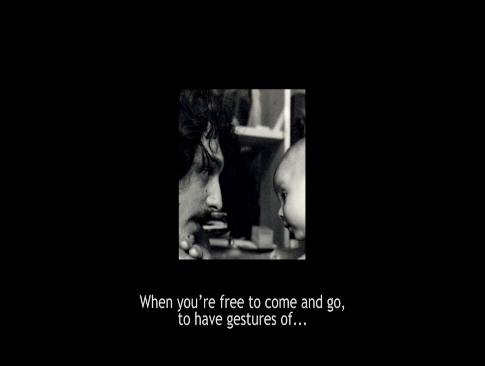 When you're free to come and go,
to have gestures of...